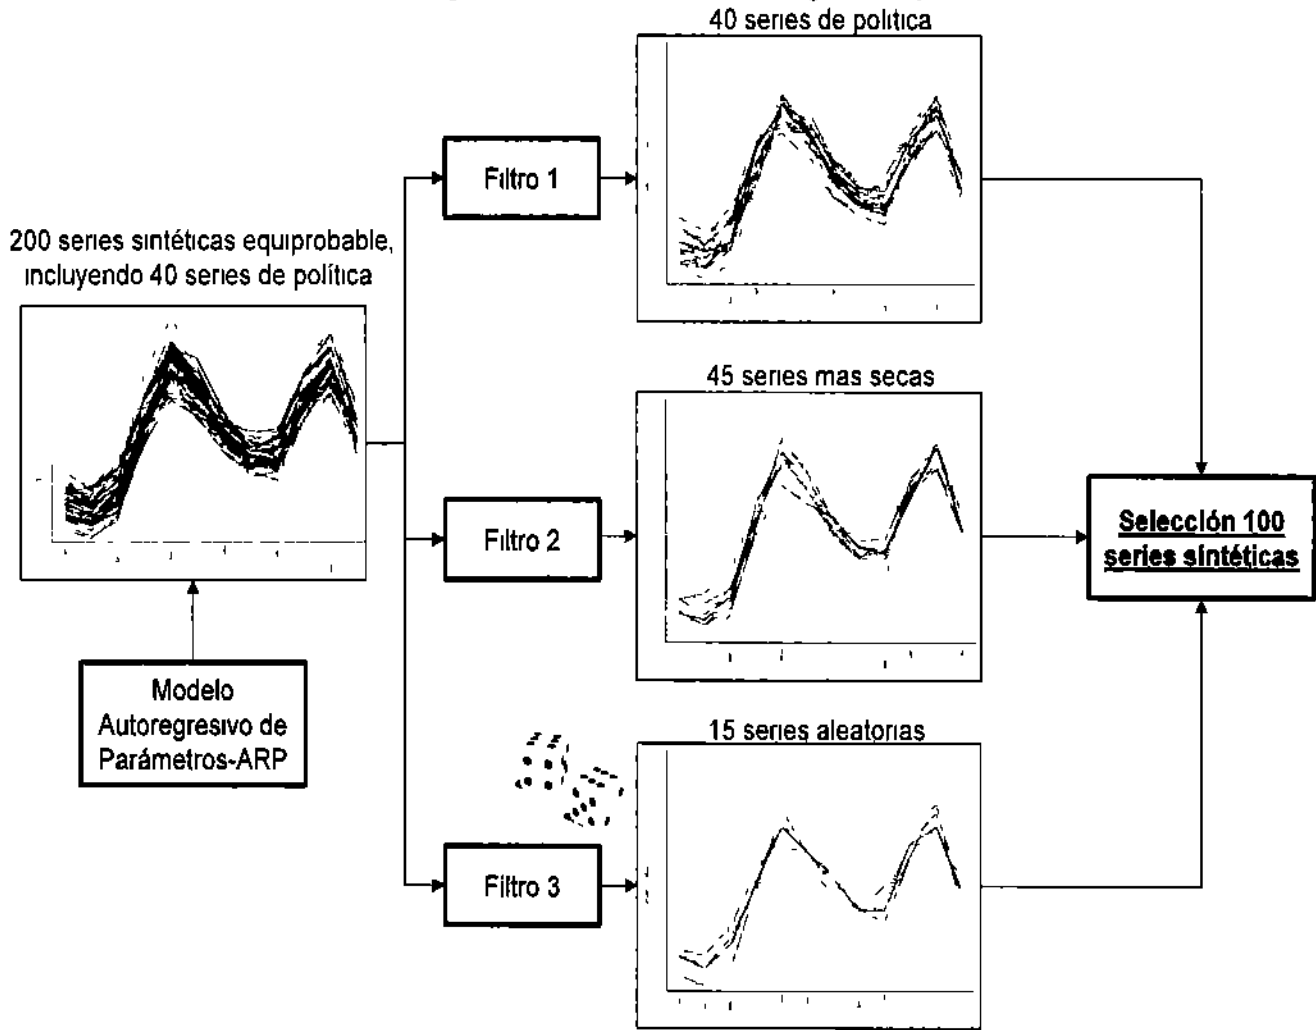 40 series de política
Filtro 1
200 series sintéticas equiprobable,
incluyendo 40 series de política
45 series mas secas
Filtro 2
Selección 100
series sintéticas
Modelo
Autoregresivo de
Parámetros-ARP
15 series aleatorias
Filtro 3